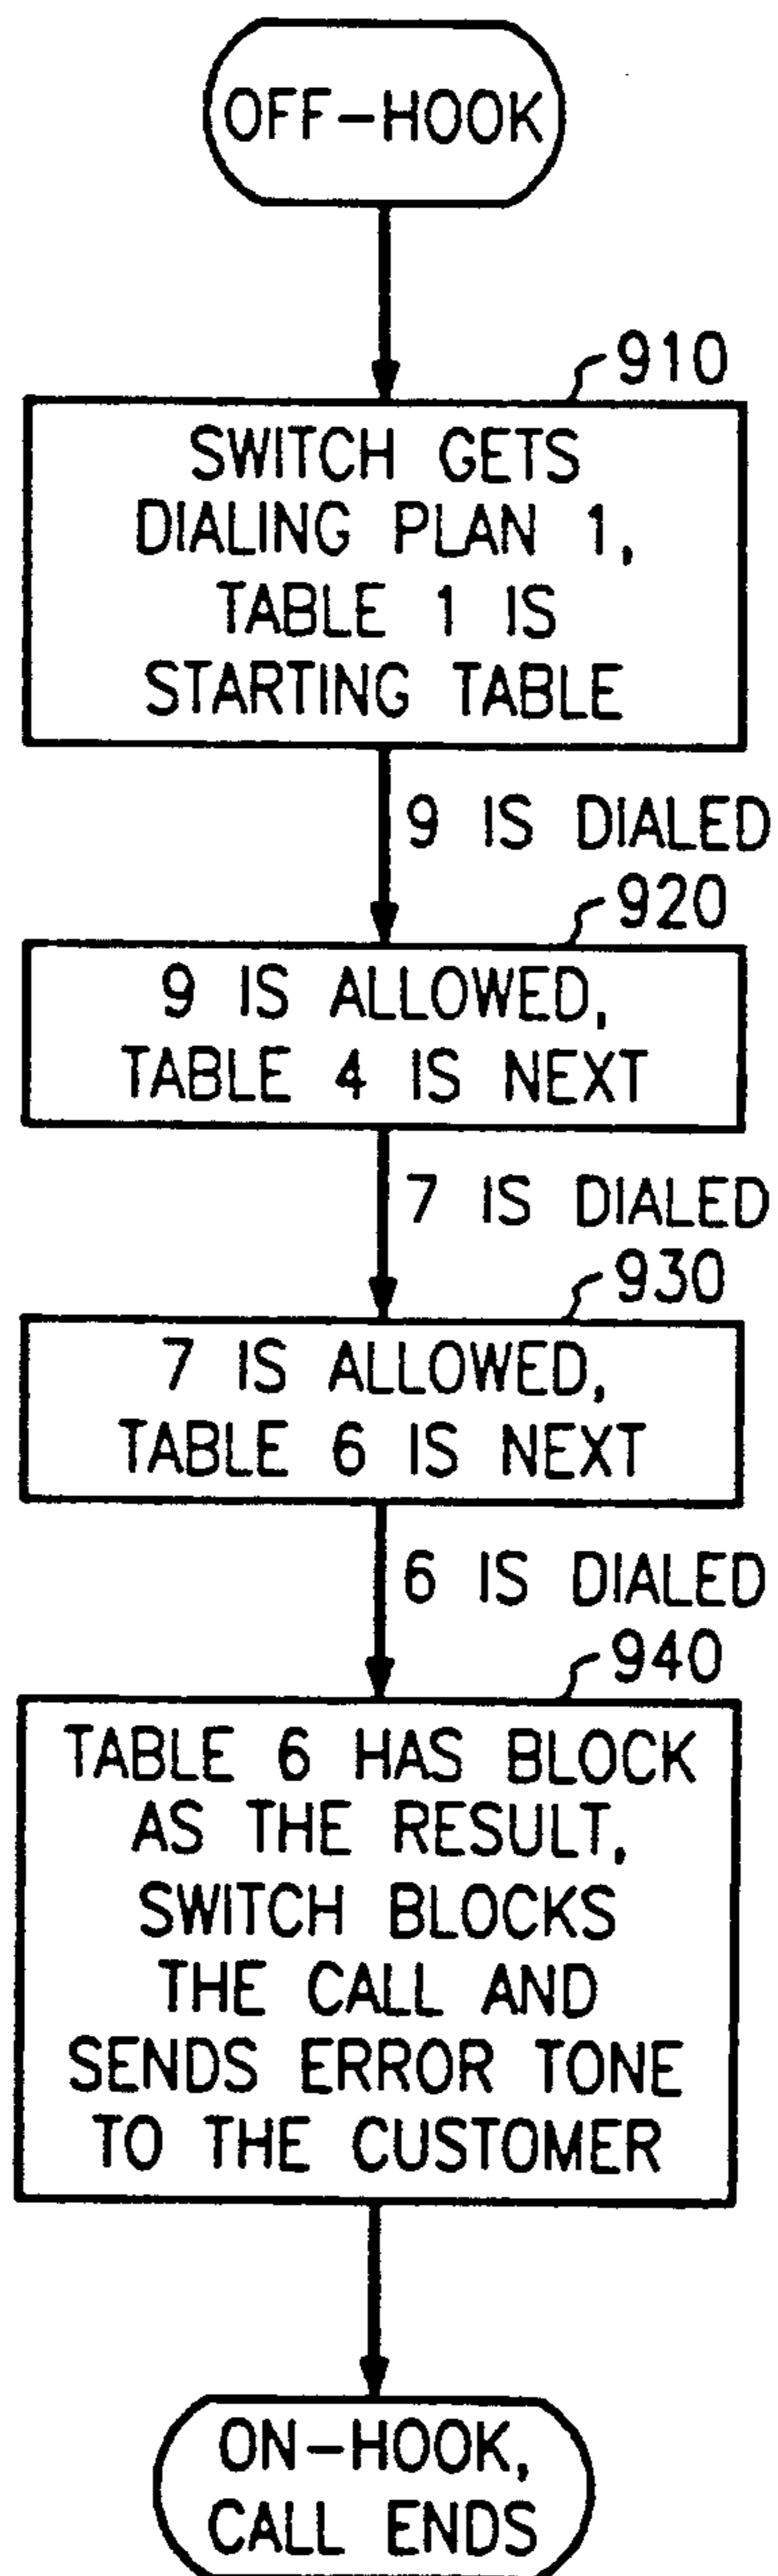 OFF-HOOK
910
SWITCH GETS
DIALING PLAN 1,
TABLE 1 IS
STARTING TABLE
9 IS DIALED
920
9 IS ALLOWED,
TABLE 4 IS NEXT
7 IS DIALED
930
7 IS ALLOWED,
TABLE 6 IS NEXT
6 IS DIALED
940
TABLE 6 HAS BLOCK
AS THE RESULT,
SWITCH BLOCKS
THE CALL AND
SENDS ERROR TONE
TO THE CUSTOMER
ON-HOOK,
CALL ENDS